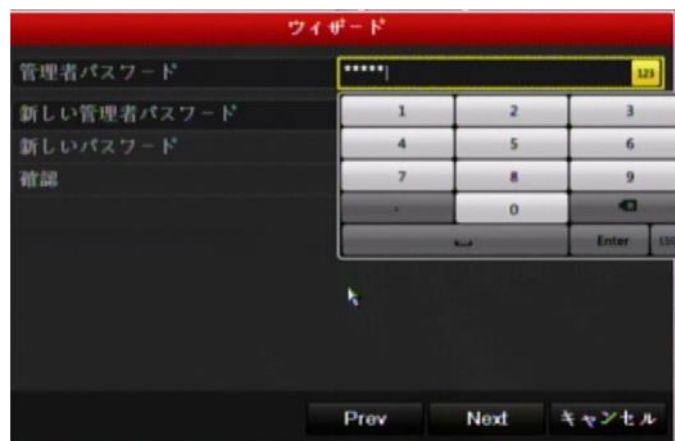 ウィザード
管理者パスワード
*****
123
新しい管理者パスワード
新しいパスワード
確認
1 2 3
4 5 6
7 8 9
0
Enter ESC
Prev Next キャンセル